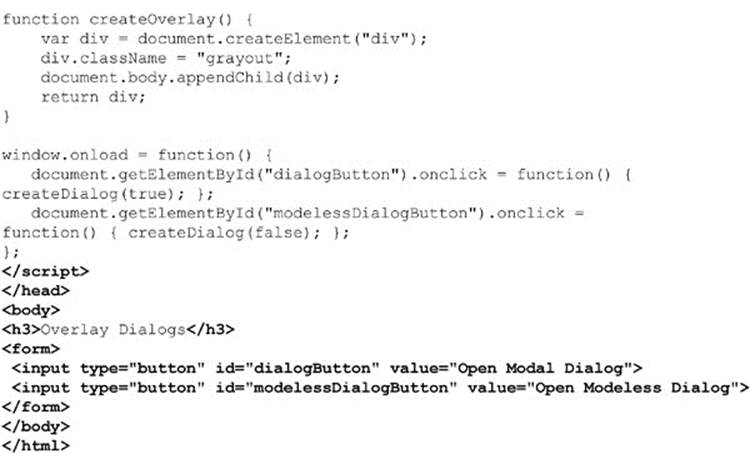 function createOverlay() {
    var div = document.createElement("div");
    div.className = "grayout";
    document.body.appendChild(div);
    return div;
}

window.onload = function() {
   document.getElementById("dialogButton").onclick = function() {
createDialog(true); };
   document.getElementById("modelessDialogButton").onclick =
function() { createDialog(false); };
};
</script>
</head>
<body>
<h3>Overlay Dialogs</h3>
<form>
 <input type="button" id="dialogButton" value="Open Modal Dialog">
 <input type="button" id="modelessDialogButton" value="Open Modeless Dialog">
</form>
</body>
</html>